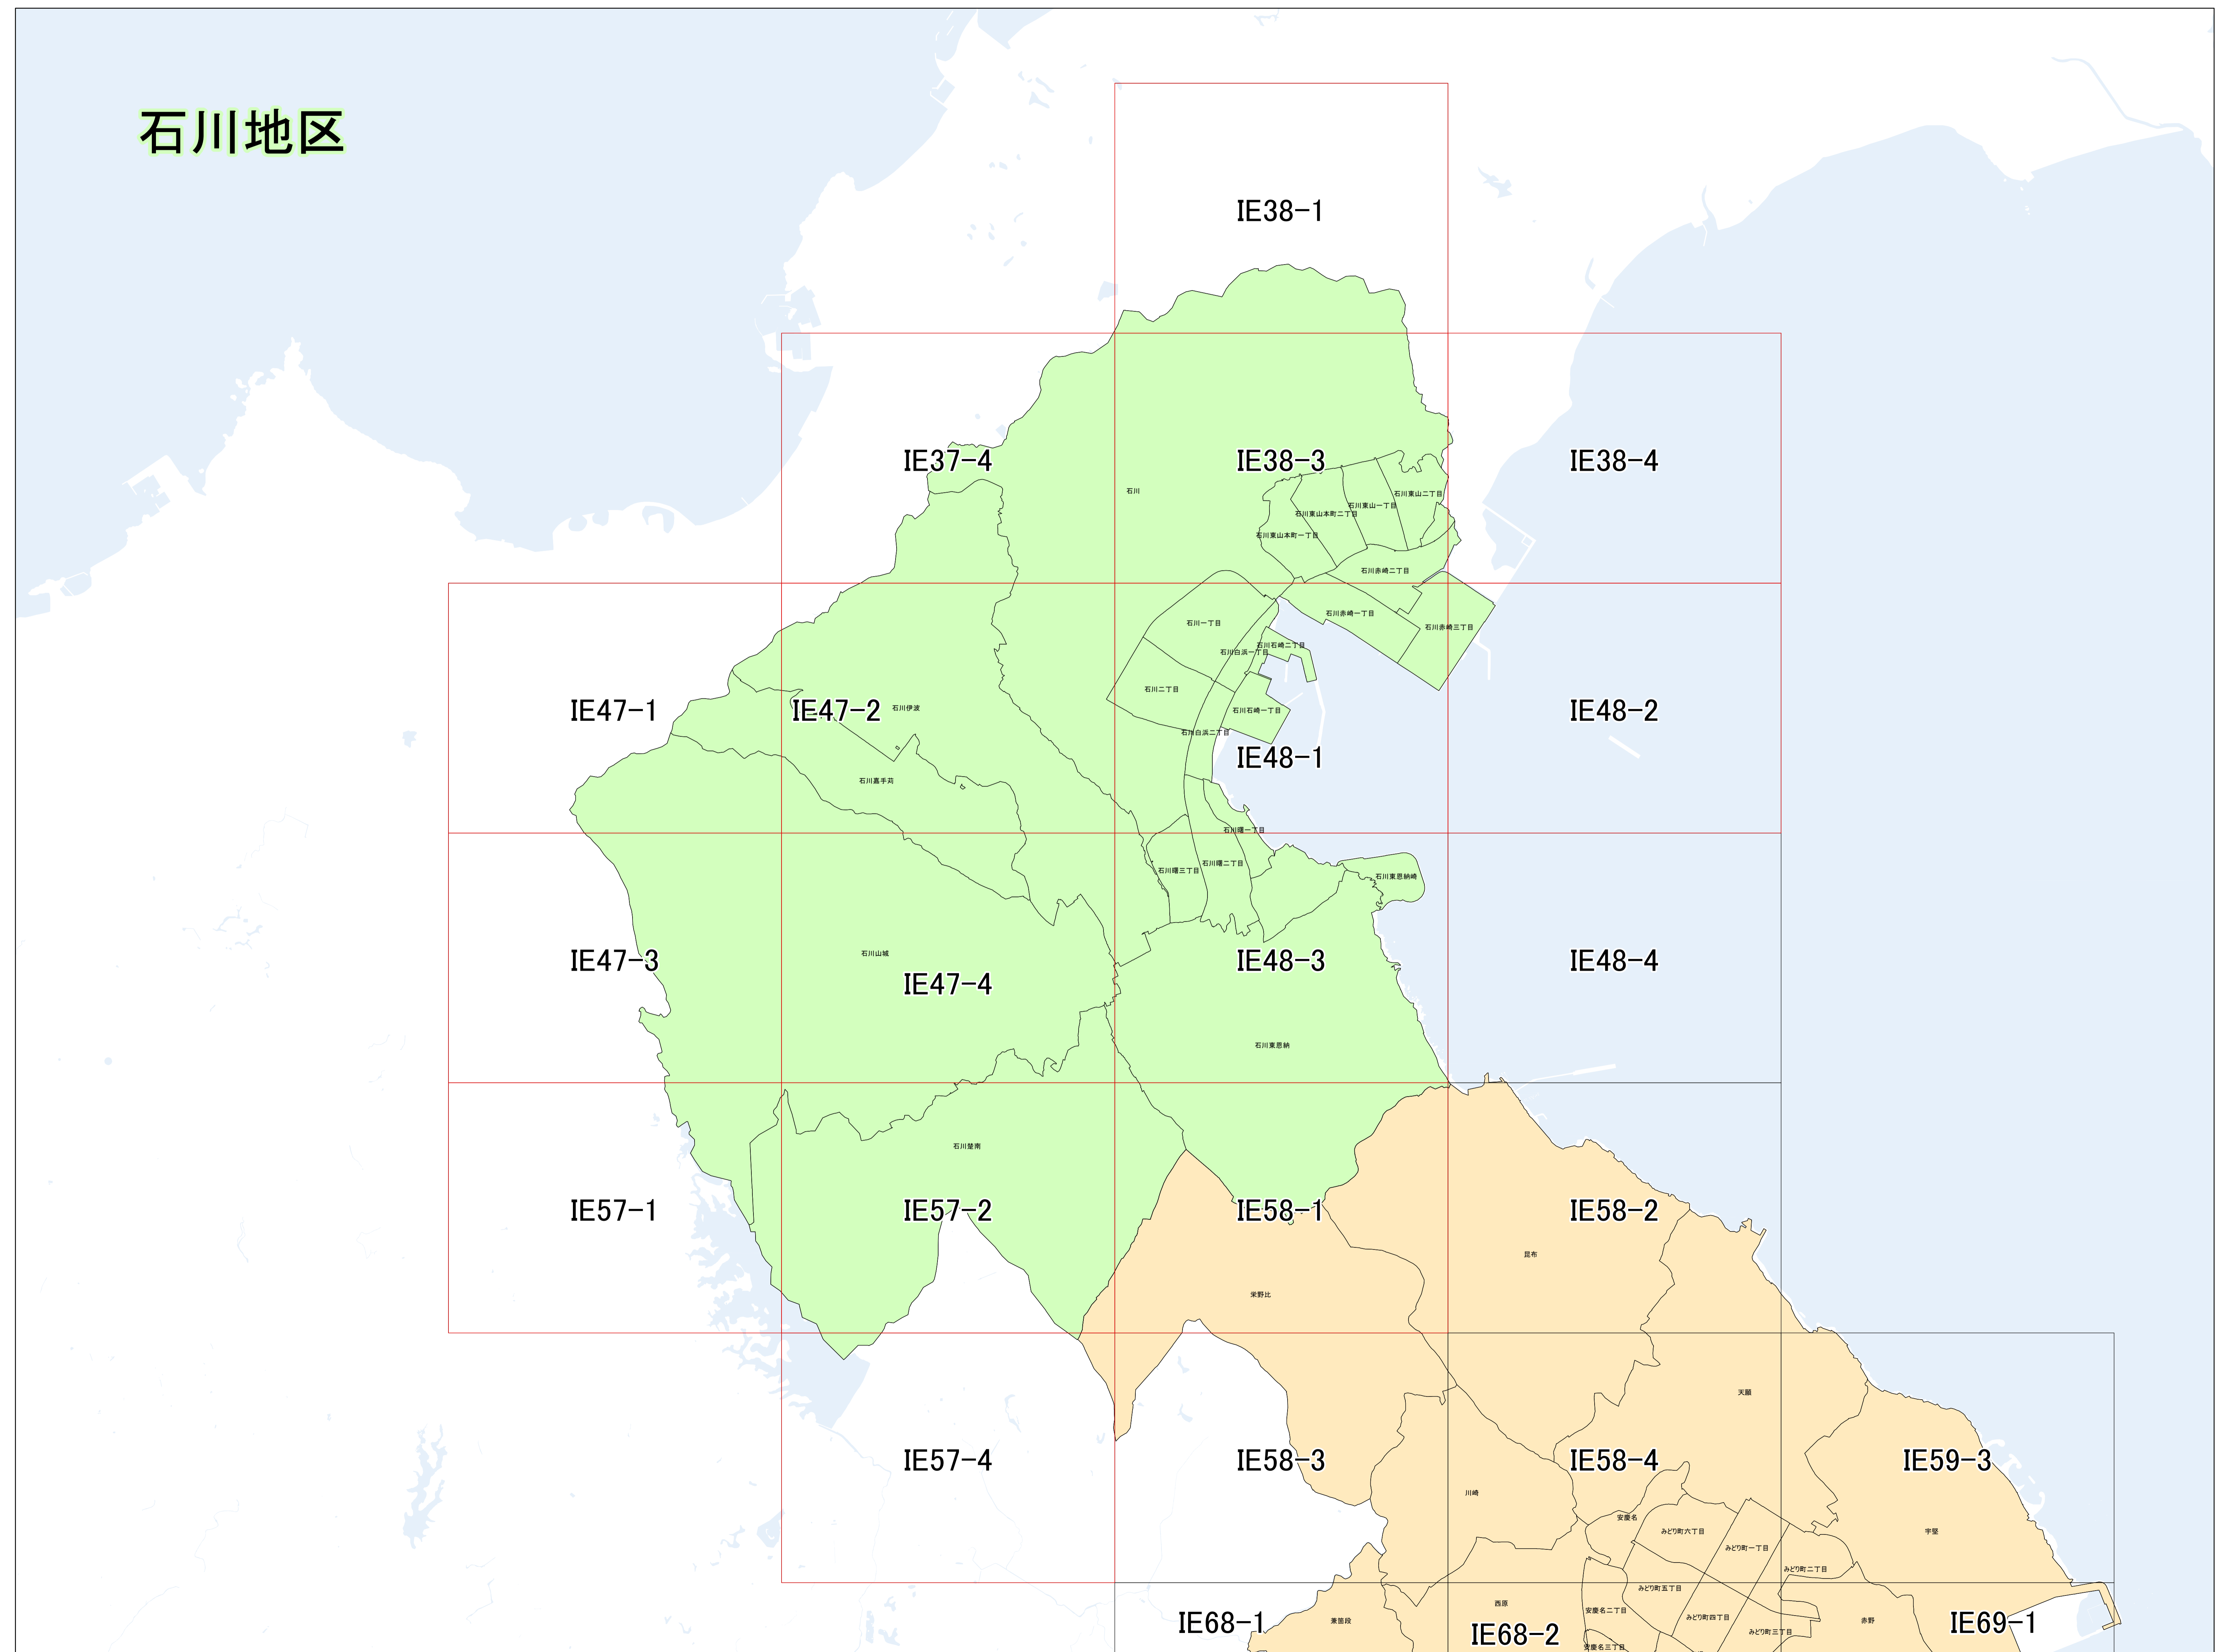 石川地区
IE38-1
IE37-4
IE38-3
IE38-4
石川
石川東山二丁目
石川東山一丁目
石川東山本町二丁目
石川東山本町一丁目
石川赤崎二丁目
石川赤崎一丁目
石川赤崎三丁目
石川一丁目
石川石崎二丁目
石川白浜一丁目
石川二丁目
IE47-1
IE47-2
石川伊波
石川石崎一丁目
IE48-2
石川白浜二丁目
IE48-1
石川嘉手苅
石川曙一丁目
石川曙二丁目
石川曙三丁目
石川東恩納崎
石川山城
IE47-3
IE47-4
IE48-3
IE48-4
石川東恩納
石川楚南
IE57-1
IE57-2
IE58-1
IE58-2
昆布
栄野比
天願
IE57-4
IE58-3
IE58-4
IE59-3
川崎
安慶名
みどり町六丁目
宇堅
みどり町一丁目
みどり町二丁目
みどり町五丁目
西原
安慶名二丁目
みどり町四丁目
IE68-1
兼箇段
IE68-2
みどり町三丁目
赤野
IE69-1
安慶名三丁目